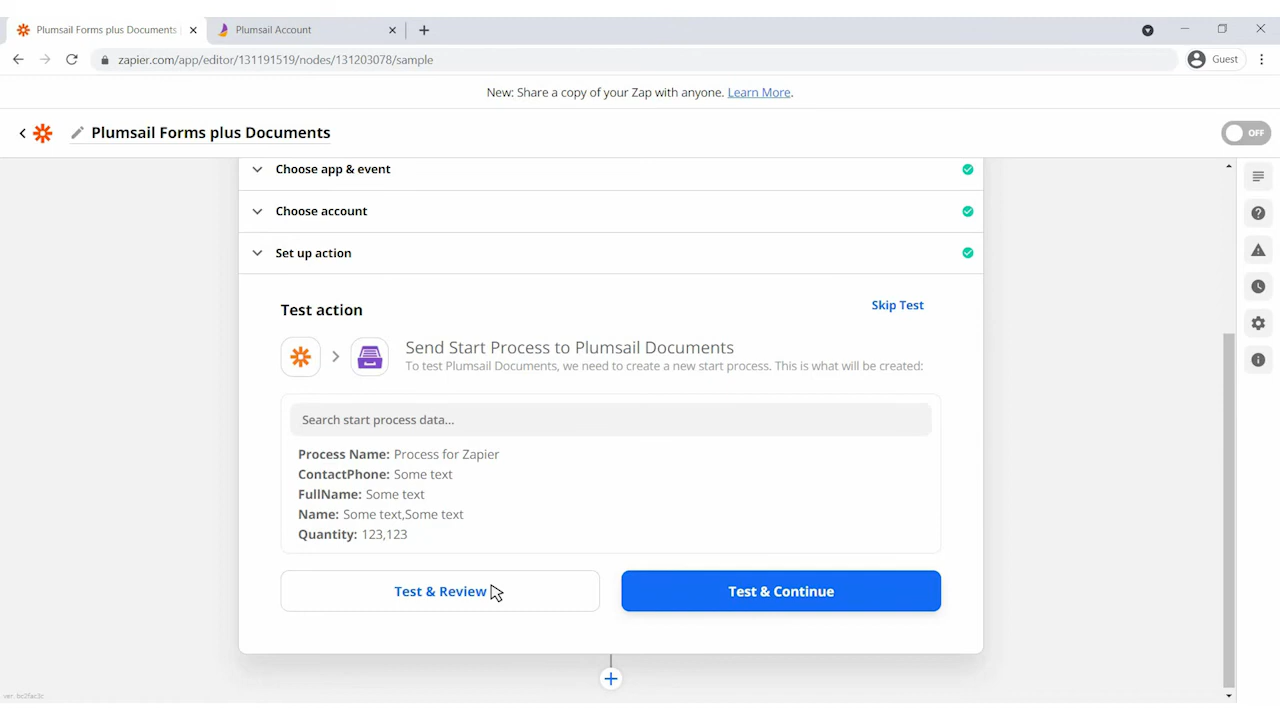 Plumsail Forms plus Documents
Plumsail Account
zapier.com/app/editor/131191519/nodes/131203078/sample
Guest
New: Share a copy of your Zap with anyone. Learn More.
Plumsail Forms plus Documents
OFF
Choose app & event
Choose account
Set up action
Test action
Skip Test
Send Start Process to Plumsail Documents
To test Plumsail Documents, we need to create a new start process. This is what will be created:
Search start process data...
Process Name: Process for Zapier
ContactPhone: Some text
FullName: Some text
Name: Some text,Some text
Quantity: 123,123
Test & Review
Test & Continue
ver. bc2fac3c